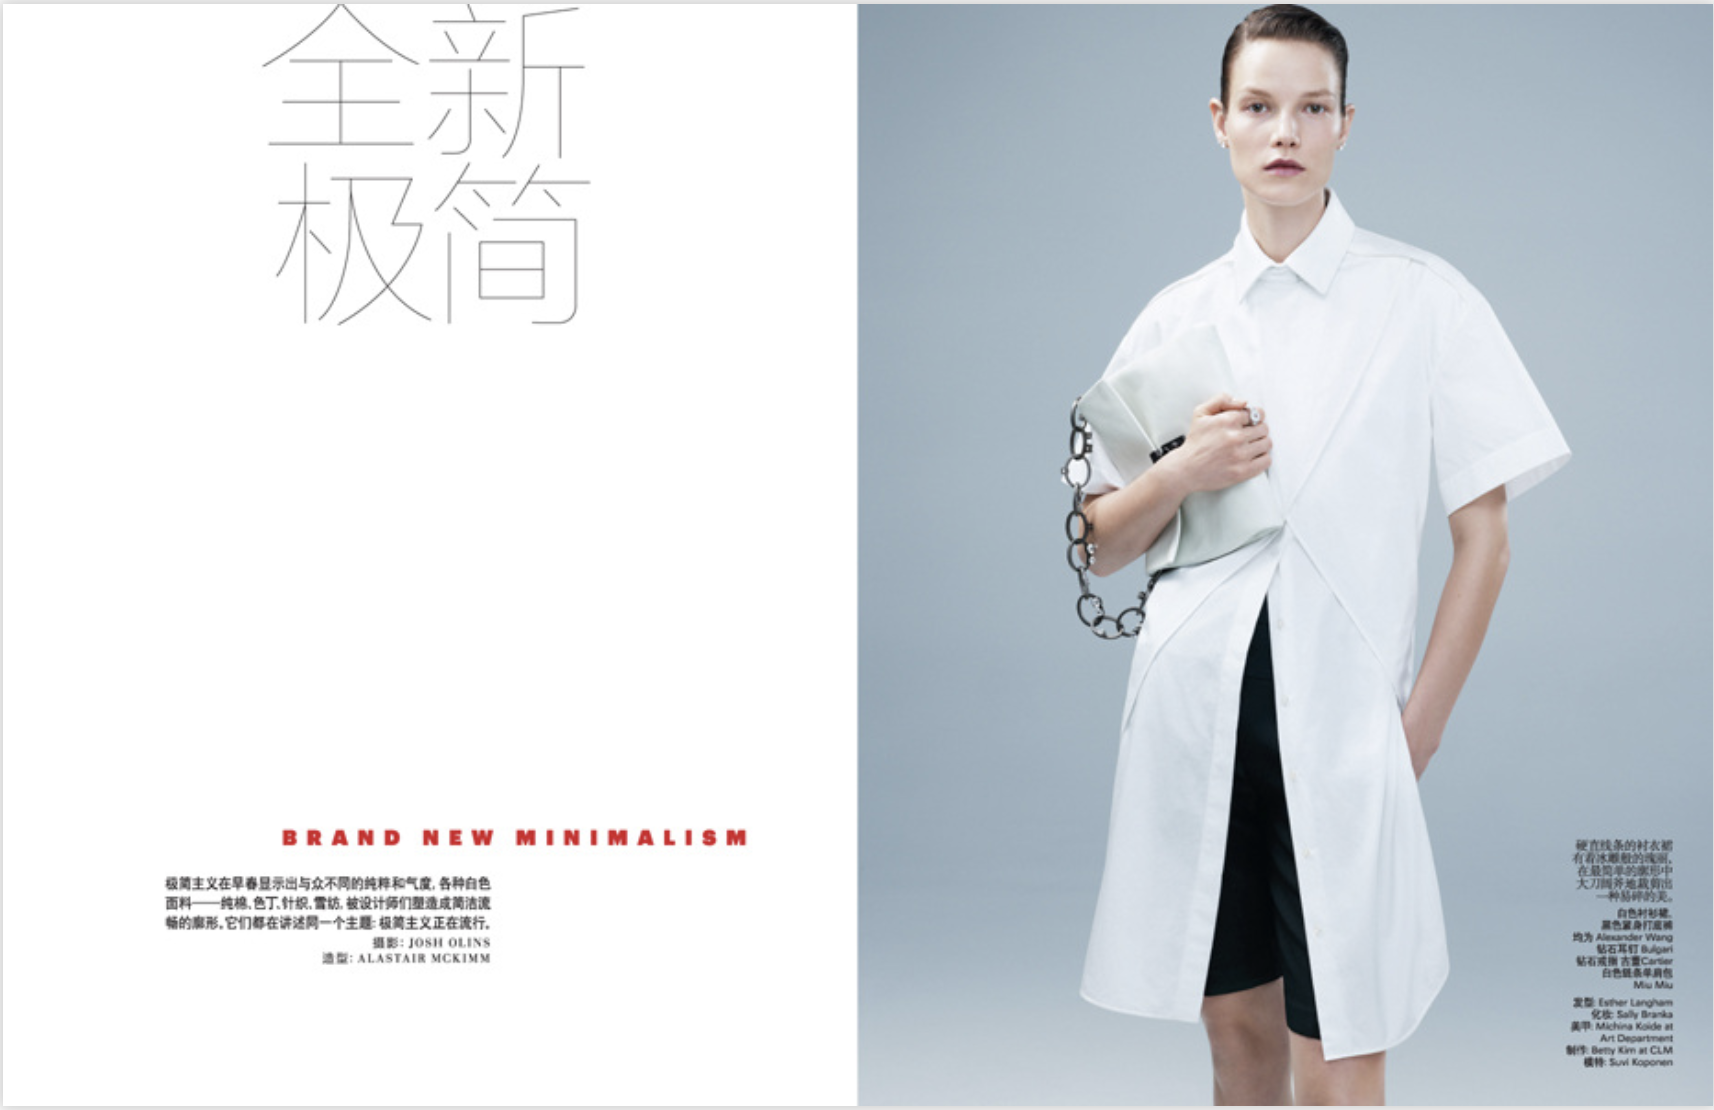 全新
极简
BRAND NEW MINIMALISM
极简主义在早春显示出与众不同的纯粹和气度, 各种白色
面料——纯棉、色丁、针织、雪纺, 被设计师们塑造成简洁流
畅的廓形。它们都在讲述同一个主题: 极简主义正在流行。
摄影: JOSH OLINS
造型: ALASTAIR MCKIMM
硬直线条的衬衣裙
有着冰雕般的瑰丽,
在最简单的廓形中
大刀阔斧地裁剪出
一种易碎的美。
白色衬衫裙、
黑色紧身打底裤
均为 Alexander Wang
钻石耳钉 Bulgari
钻石戒指 古董Cartier
白色链条单肩包
Miu Miu
发型: Esther Langham
化妆: Sally Branka
美甲: Michina Koide at
Art Department
制作: Betty Kim at CLM
模特: Suvi Koponen